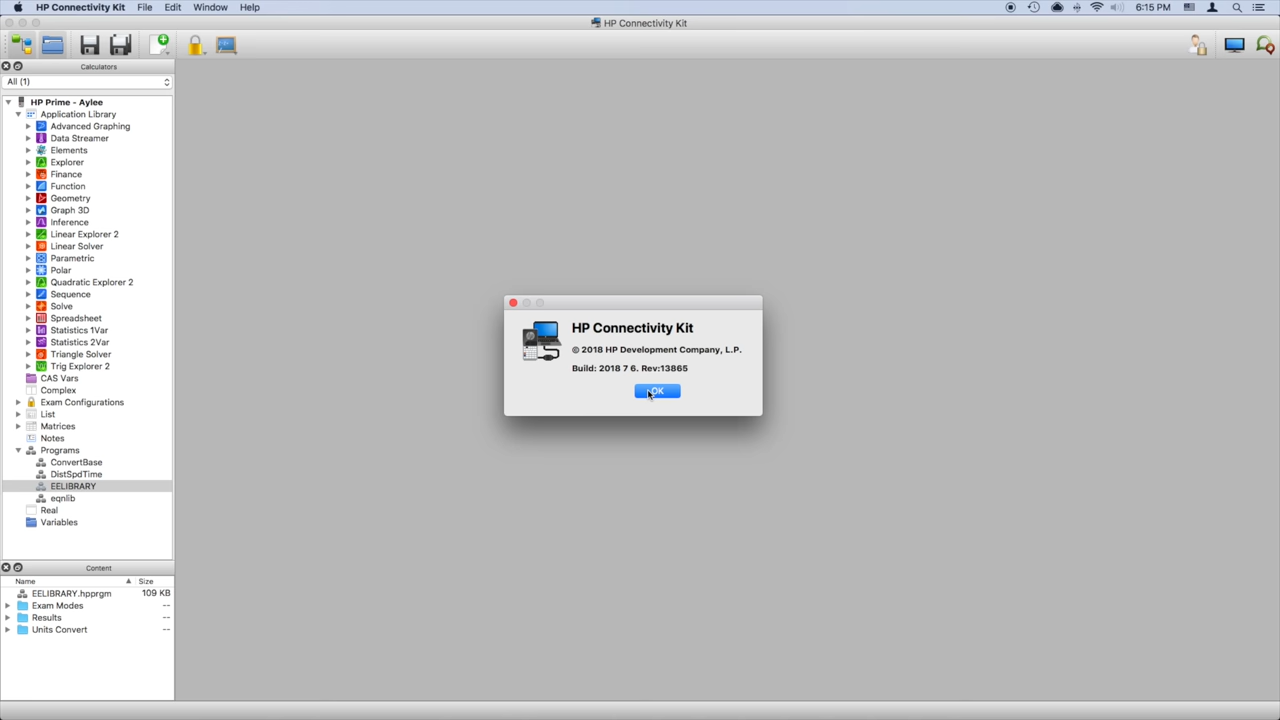 HP Connectivity Kit File Edit Window Help 6:15 PM
HP Connectivity Kit
Calculators
All (1)
HP Prime - Aylee
Application Library
Advanced Graphing
Data Streamer
Elements
Explorer
Finance
Function
Geometry
Graph 3D
Inference
Linear Explorer 2
Linear Solver
Parametric
Polar
Quadratic Explorer 2
Sequence
Solve
Spreadsheet
Statistics 1Var
Statistics 2Var
Triangle Solver
Trig Explorer 2
CAS Vars
Complex
Exam Configurations
List
Matrices
Notes
Programs
ConvertBase
DistSpdTime
EELIBRARY
eqnlib
Real
Variables
Content
Name Size
EELIBRARY.hpprgm 109 KB
Exam Modes --
Results --
Units Convert --
HP Connectivity Kit
© 2018 HP Development Company, L.P.
Build: 2018 7 6. Rev:13865
OK